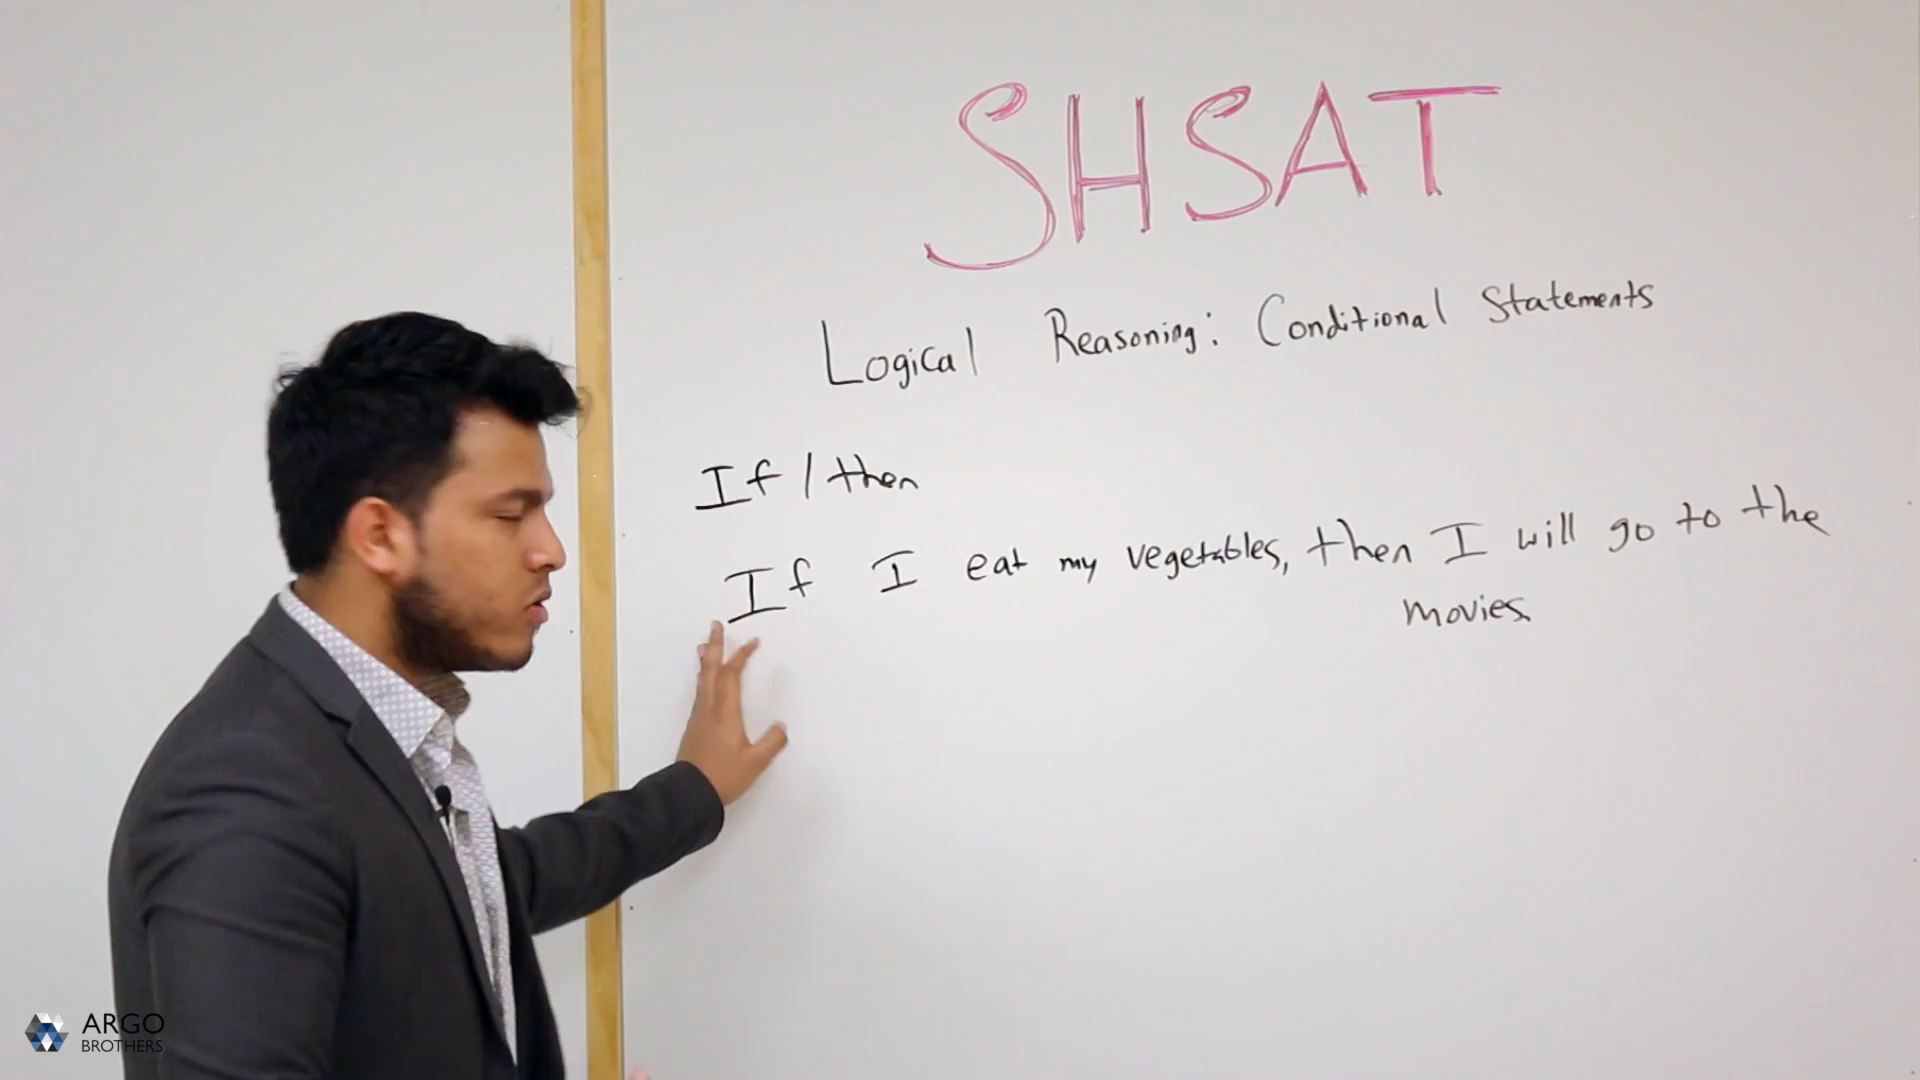 SHSAT
Logical Reasoning: Conditional Statements
If / then
If I eat my vegetables, then I will go to the
movies.
ARGO
BROTHERS